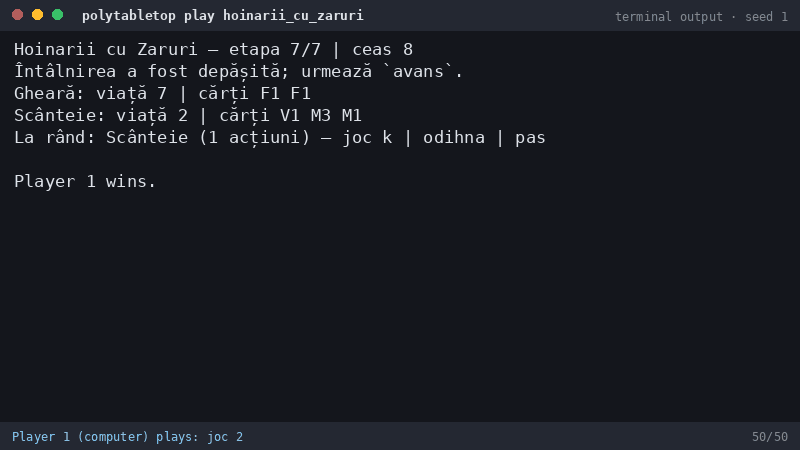 polytabletop play hoinarii_cu_zaruri
terminal output · seed 1
Hoinarii cu Zaruri — etapa 7/7 | ceas 8
Întâlnirea a fost depășită; urmează `avans`.
Gheară: viață 7 | cărți F1 F1
Scânteie: viață 2 | cărți V1 M3 M1
La rând: Scânteie (1 acțiuni) — joc k | odihna | pas
Player 1 wins.
Player 1 (computer) plays: joc 2
50/50